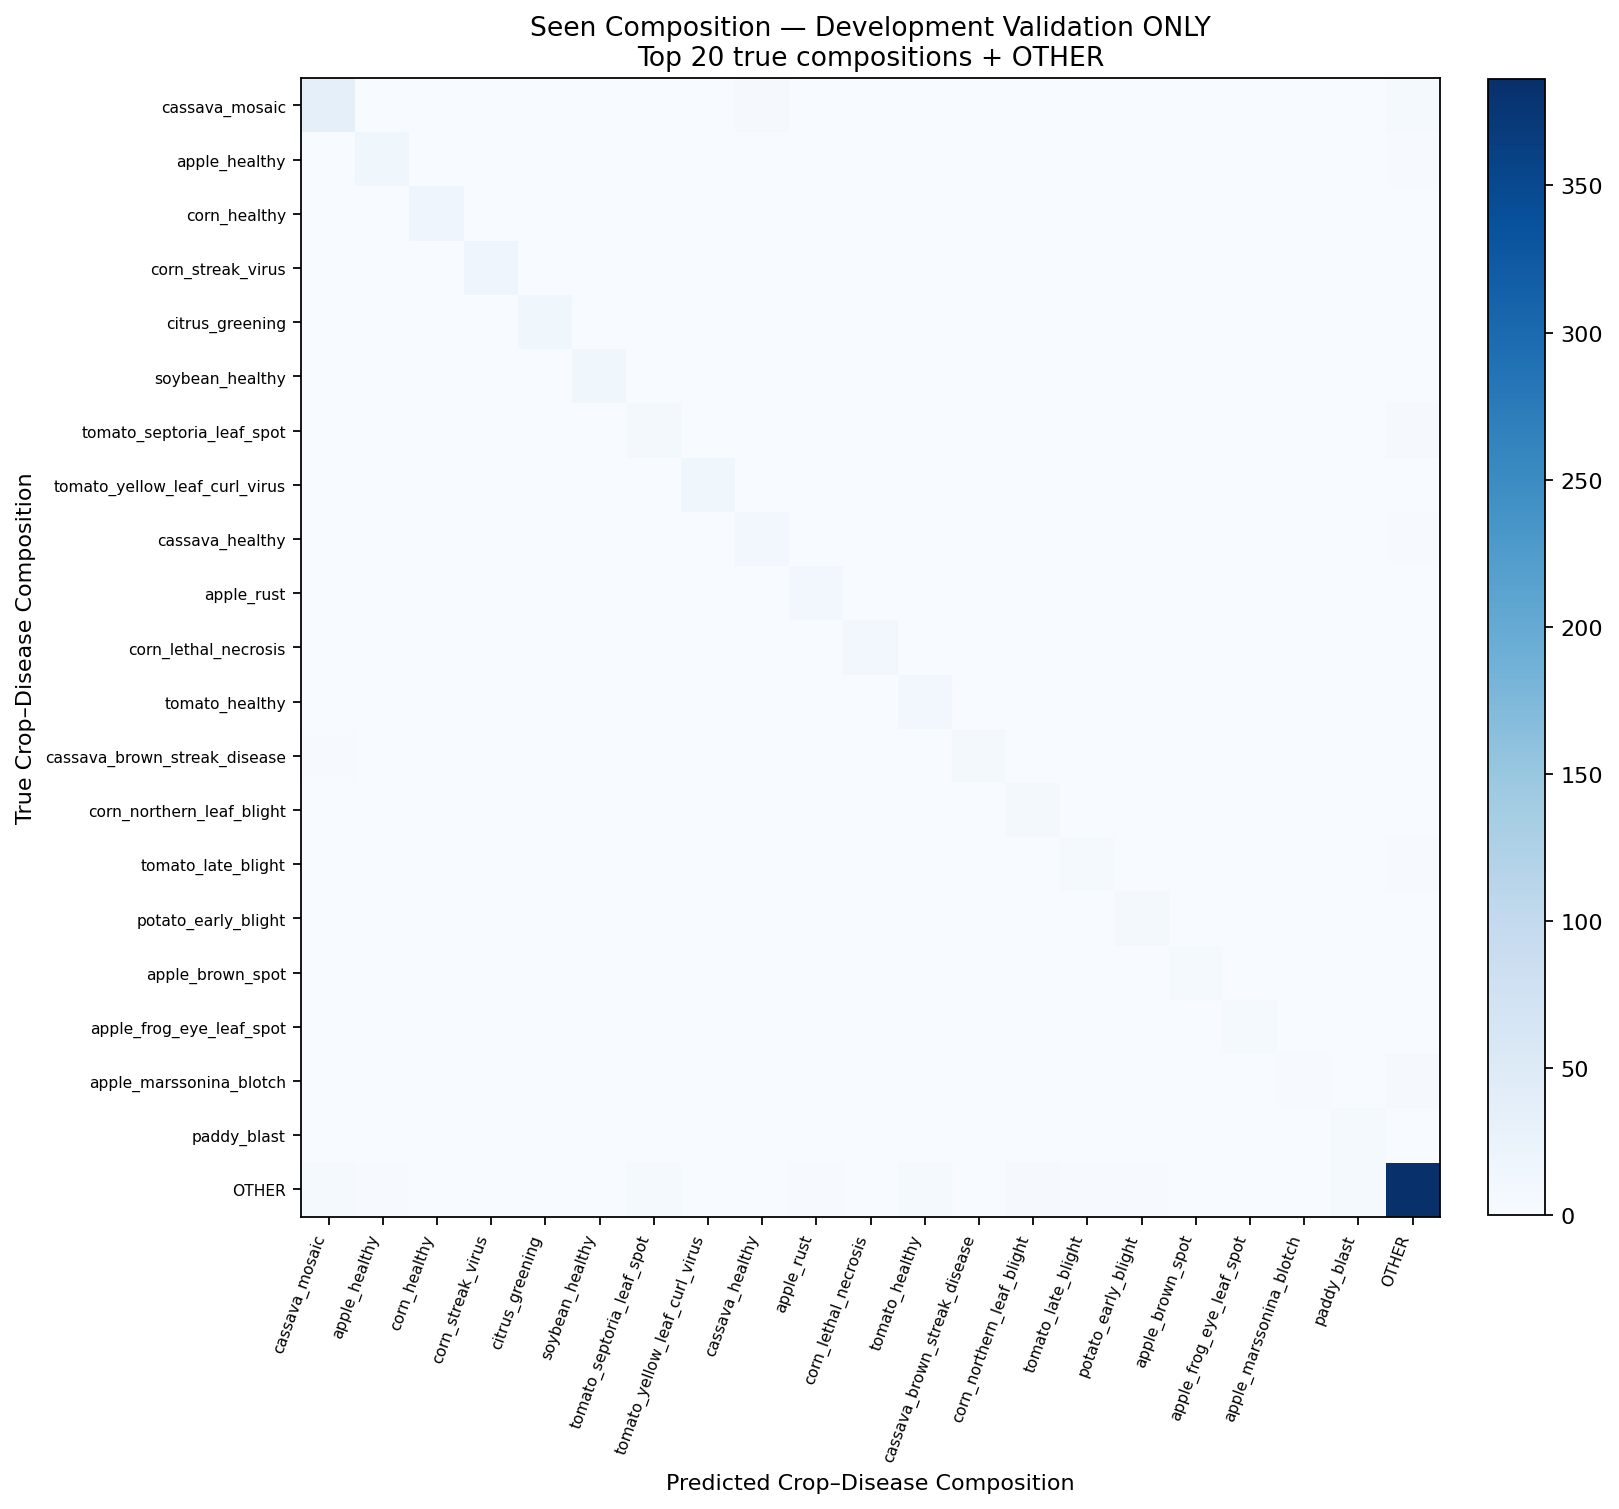 Seen Composition — Development Validation ONLY
Top 20 true compositions + OTHER
True Crop–Disease Composition
cassava_mosaic
apple_healthy
corn_healthy
corn_streak_virus
citrus_greening
soybean_healthy
tomato_septoria_leaf_spot
tomato_yellow_leaf_curl_virus
cassava_healthy
apple_rust
corn_lethal_necrosis
tomato_healthy
cassava_brown_streak_disease
corn_northern_leaf_blight
tomato_late_blight
potato_early_blight
apple_brown_spot
apple_frog_eye_leaf_spot
apple_marssonina_blotch
paddy_blast
OTHER
cassava_mosaic
apple_healthy
corn_healthy
corn_streak_virus
citrus_greening
soybean_healthy
tomato_septoria_leaf_spot
tomato_yellow_leaf_curl_virus
cassava_healthy
apple_rust
corn_lethal_necrosis
tomato_healthy
cassava_brown_streak_disease
corn_northern_leaf_blight
tomato_late_blight
potato_early_blight
apple_brown_spot
apple_frog_eye_leaf_spot
apple_marssonina_blotch
paddy_blast
OTHER
Predicted Crop–Disease Composition
350
300
250
200
150
100
50
0